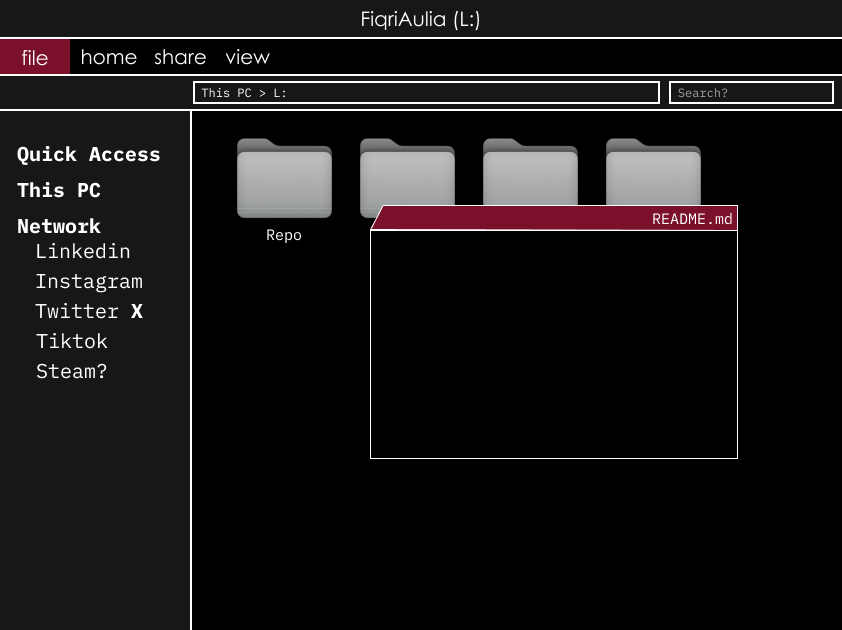 FiqriAulia (L:)
file home share view
This PC > L:
Search?
Quick Access
This PC
Network
Linkedin
Instagram
Twitter X
Tiktok
Steam?
Repo
README.md